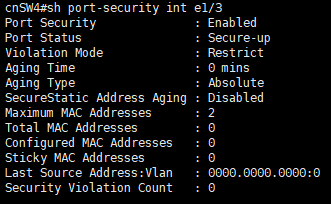 cnSW4#sh port-security int e1/3
Port Security              : Enabled
Port Status                : Secure-up
Violation Mode             : Restrict
Aging Time                 : 0 mins
Aging Type                 : Absolute
SecureStatic Address Aging : Disabled
Maximum MAC Addresses      : 2
Total MAC Addresses        : 0
Configured MAC Addresses   : 0
Sticky MAC Addresses       : 0
Last Source Address:Vlan   : 0000.0000.0000:0
Security Violation Count   : 0